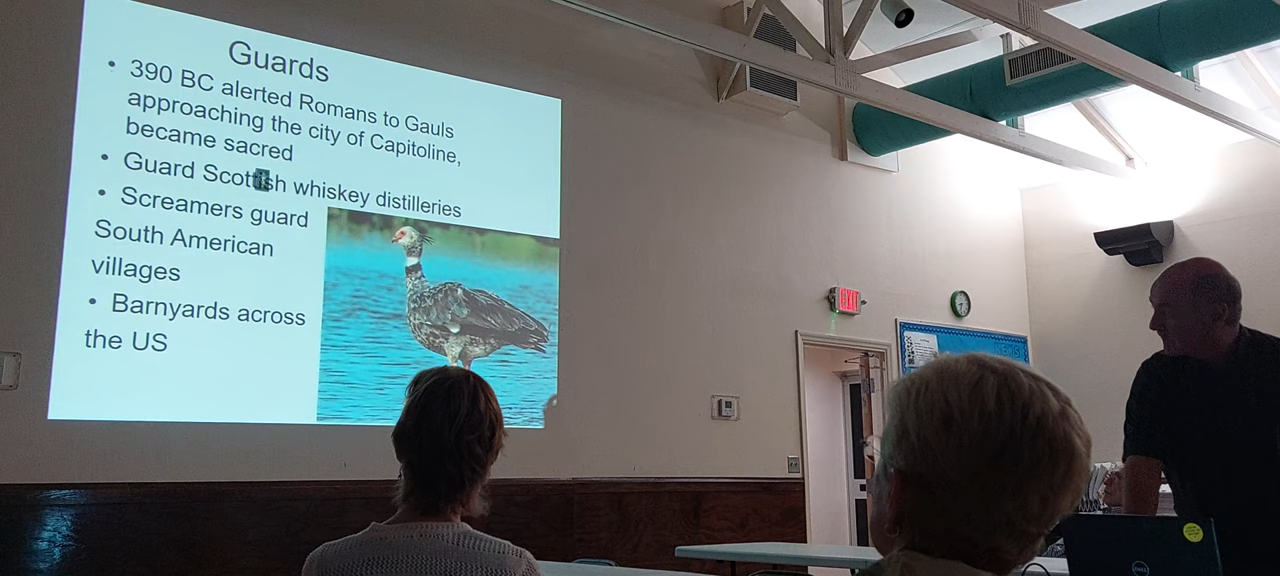 Guards
• 390 BC alerted Romans to Gauls
approaching the city of Capitoline,
became sacred
• Guard Scottish whiskey distilleries
• Screamers guard
South American
villages
• Barnyards across
the US
EXIT
DELL